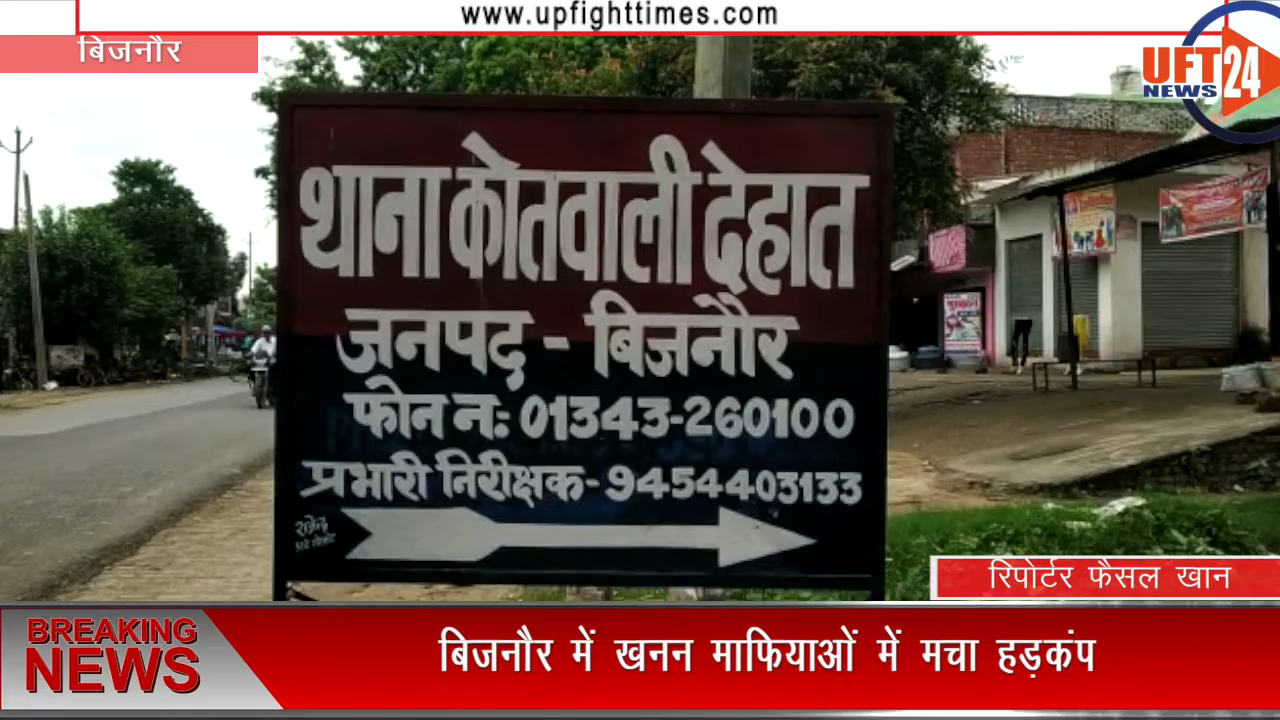 www.upfighttimes.com
बिजनौर
UFT
NEWS 24
थाना कोतवाली देहात
जनपद - बिजनौर
फोन न: 01343-260100
प्रभारी निरीक्षक-9454403133
रिपोर्टर फैसल खान
BREAKING
NEWS
बिजनौर में खनन माफियाओं में मचा हड़कंप